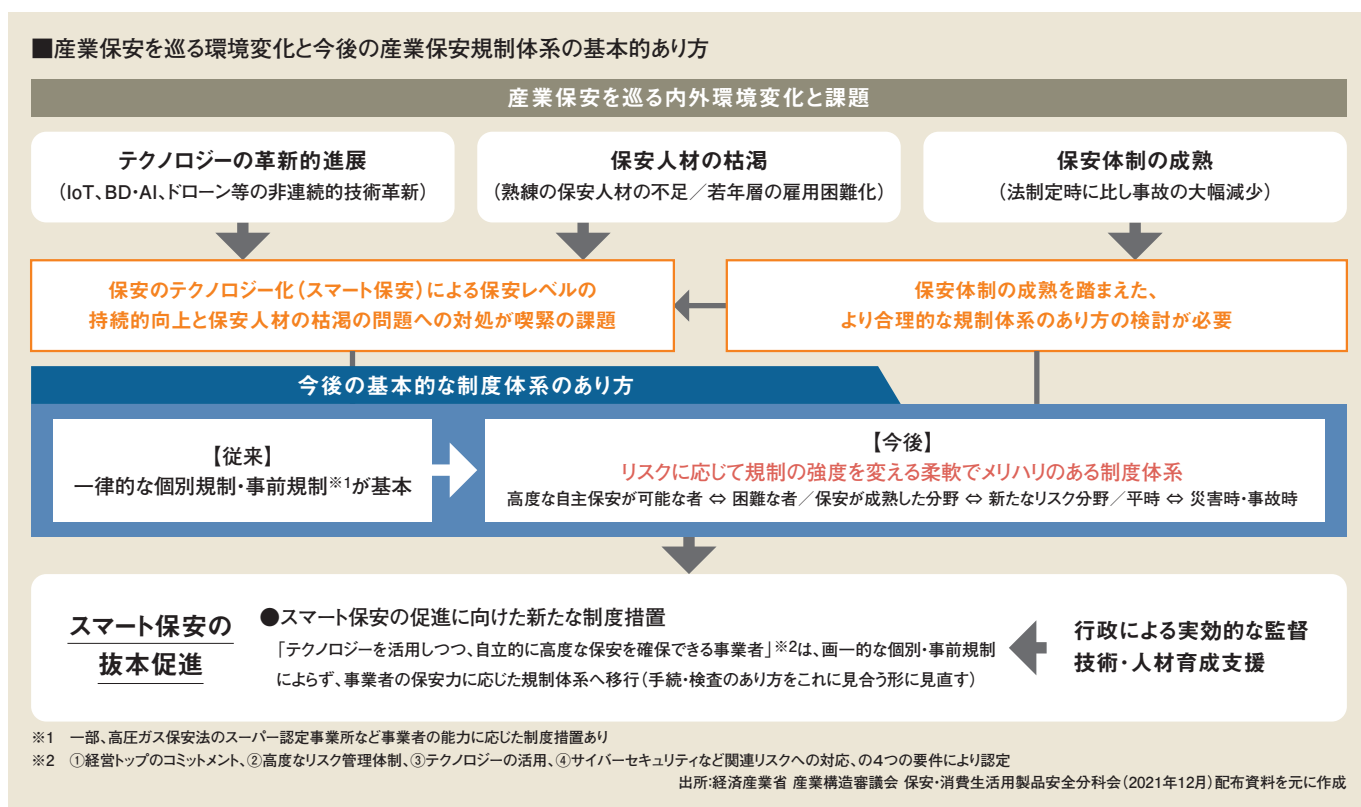 ■産業保安を巡る環境変化と今後の産業保安規制体系の基本的あり方
産業保安を巡る内外環境変化と課題
テクノロジーの革新的進展
(IoT、BD・AI、ドローン等の非連続的技術革新)
保安人材の枯渇
(熟練の保安人材の不足／若年層の雇用困難化)
保安体制の成熟
(法制定時に比し事故の大幅減少)
保安のテクノロジー化(スマート保安)による保安レベルの
持続的向上と保安人材の枯渇の問題への対処が喫緊の課題
保安体制の成熟を踏まえた、
より合理的な規制体系のあり方の検討が必要
今後の基本的な制度体系のあり方
【従来】
一律的な個別規制・事前規制※1が基本
【今後】
リスクに応じて規制の強度を変える柔軟でメリハリのある制度体系
高度な自主保安が可能な者 ⇔ 困難な者／保安が成熟した分野 ⇔ 新たなリスク分野／平時 ⇔ 災害時・事故時
スマート保安の
抜本促進
●スマート保安の促進に向けた新たな制度措置
「テクノロジーを活用しつつ、自立的に高度な保安を確保できる事業者」※2は、画一的な個別・事前規制
によらず、事業者の保安力に応じた規制体系へ移行(手続・検査のあり方をこれに見合う形に見直す)
行政による実効的な監督
技術・人材育成支援
※1 一部、高圧ガス保安法のスーパー認定事業所など事業者の能力に応じた制度措置あり
※2 ①経営トップのコミットメント、②高度なリスク管理体制、③テクノロジーの活用、④サイバーセキュリティなど関連リスクへの対応、の4つの要件により認定
出所:経済産業省 産業構造審議会 保安・消費生活用製品安全分科会(2021年12月)配布資料を元に作成